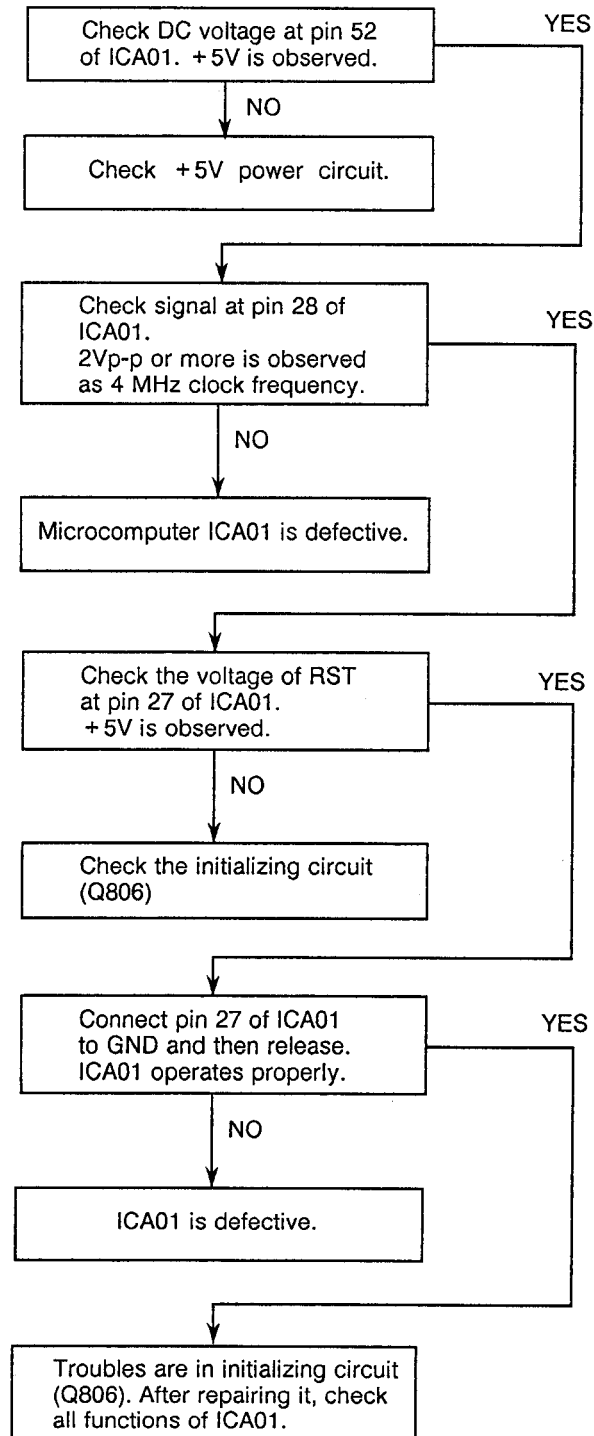 Check DC voltage at pin 52
of ICA01. +5V is observed.
YES
NO
Check +5V power circuit.
Check signal at pin 28 of
ICA01.
2Vp-p or more is observed
as 4 MHz clock frequency.
YES
NO
Microcomputer ICA01 is defective.
Check the voltage of RST
at pin 27 of ICA01.
+5V is observed.
YES
NO
Check the initializing circuit
(Q806)
Connect pin 27 of ICA01
to GND and then release.
ICA01 operates properly.
YES
NO
ICA01 is defective.
Troubles are in initializing circuit
(Q806). After repairing it, check
all functions of ICA01.